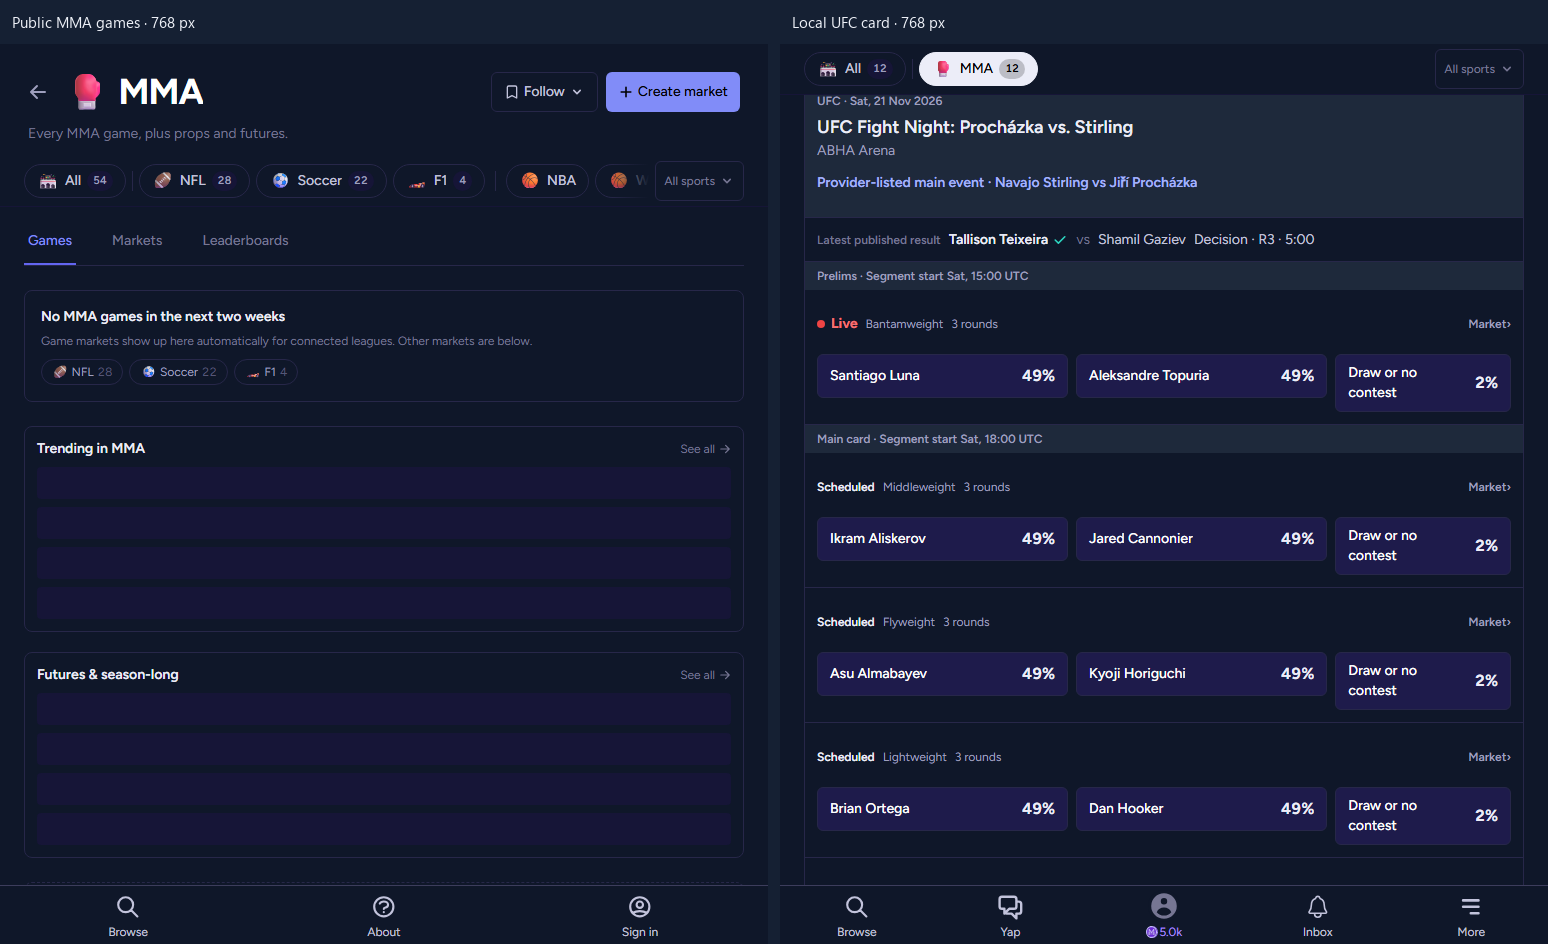 Public MMA games · 768 px
MMA
Follow
Create market
Every MMA game, plus props and futures.
All 54
NFL 28
Soccer 22
F1 4
NBA
W
All sports
Games
Markets
Leaderboards
No MMA games in the next two weeks
Game markets show up here automatically for connected leagues. Other markets are below.
NFL 28
Soccer 22
F1 4
Trending in MMA
See all →
Futures & season-long
See all →
Browse
About
Sign in
Local UFC card · 768 px
All 12
MMA 12
All sports
UFC · Sat, 21 Nov 2026
UFC Fight Night: Procházka vs. Stirling
ABHA Arena
Provider-listed main event · Navajo Stirling vs Jiří Procházka
Latest published result Tallison Teixeira ✓ vs Shamil Gaziev Decision · R3 · 5:00
Prelims · Segment start Sat, 15:00 UTC
Live Bantamweight 3 rounds Market›
Santiago Luna 49%
Aleksandre Topuria 49%
Draw or no
contest
2%
Main card · Segment start Sat, 18:00 UTC
Scheduled Middleweight 3 rounds Market›
Ikram Aliskerov 49%
Jared Cannonier 49%
Draw or no
contest
2%
Scheduled Flyweight 3 rounds Market›
Asu Almabayev 49%
Kyoji Horiguchi 49%
Draw or no
contest
2%
Scheduled Lightweight 3 rounds Market›
Brian Ortega 49%
Dan Hooker 49%
Draw or no
contest
2%
Browse
Yap
M 5.0k
Inbox
More